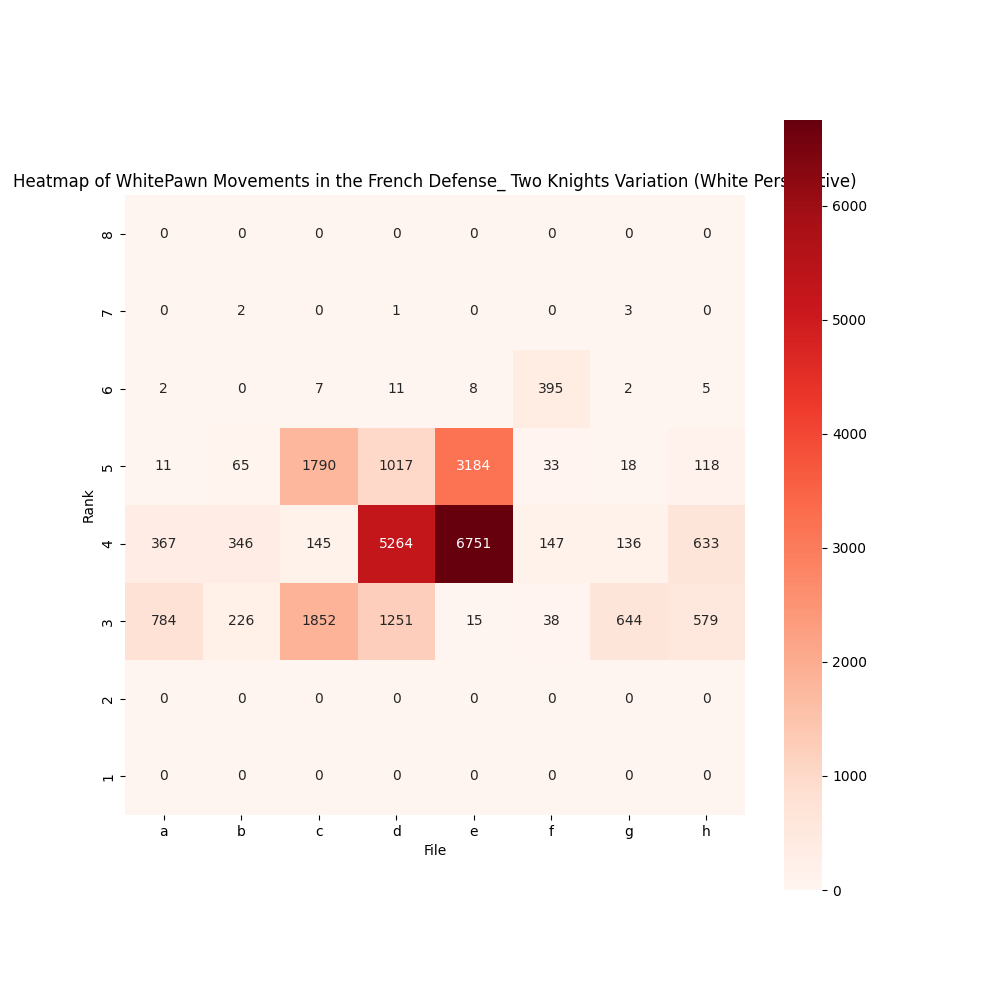 Heatmap of WhitePawn Movements in the French Defense_ Two Knights Variation (White Pers tive)
6000
5000
4000
3000
2000
1000
0
Rank
8 0 0 0 0 0 0 0 0
7 0 2 0 1 0 0 3 0
6 2 0 7 11 8 395 2 5
5 11 65 1790 1017 3184 33 18 118
4 367 346 145 5264 6751 147 136 633
3 784 226 1852 1251 15 38 644 579
2 0 0 0 0 0 0 0 0
1 0 0 0 0 0 0 0 0
a b c d e f g h
File